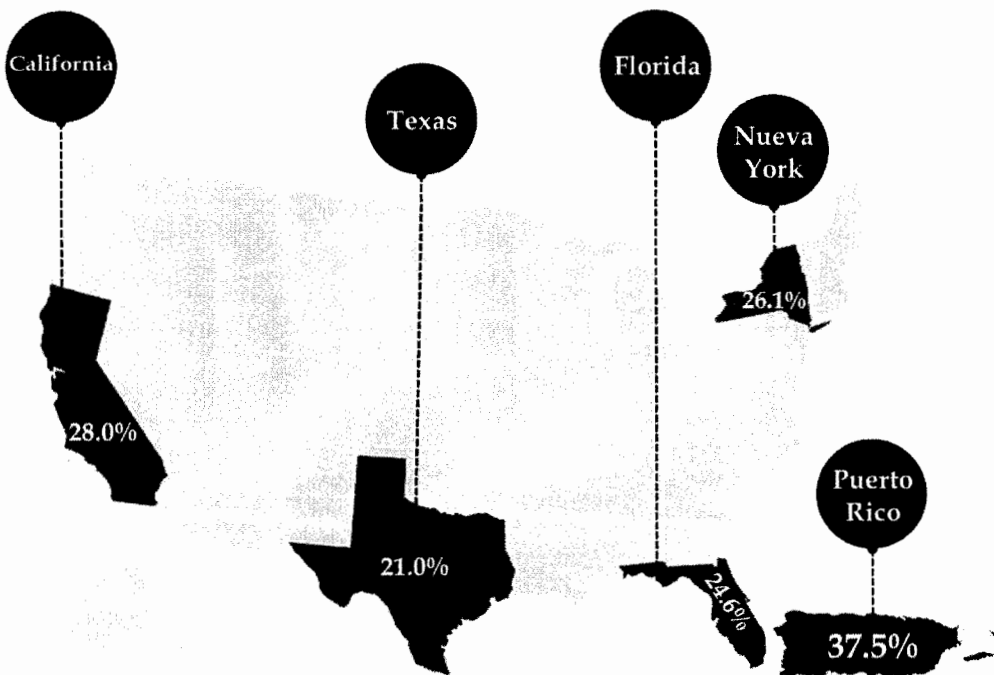 California
28.0%
Texas
21.0%
Florida
24.6%
Nueva
York
26.1%
Puerto
Rico
37.5%